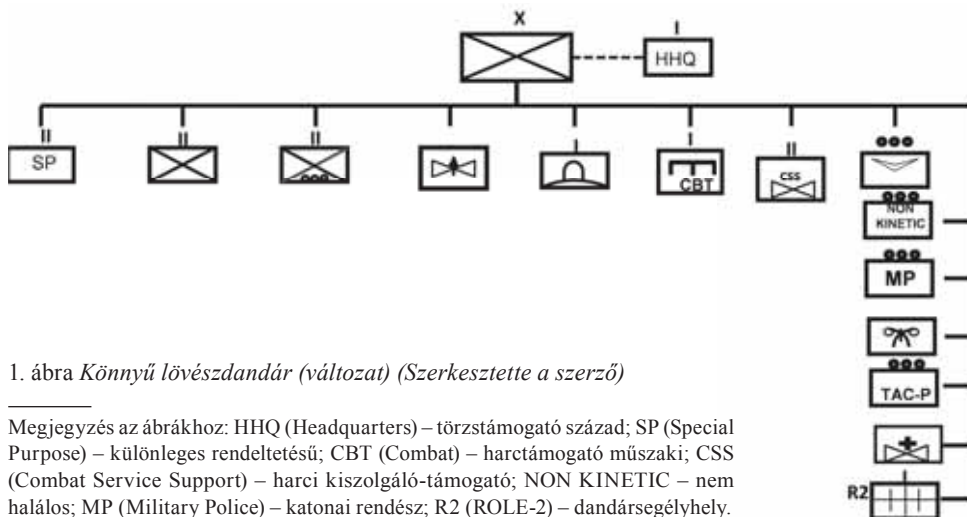 X
I
HHQ
II
SP
II
II
I
I
CBT
II
CSS
NON
KINETIC
MP
TAC-P
I
R2
1. ábra Könnyű lövészdandár (változat) (Szerkesztette a szerző)
Megjegyzés az ábrákhoz: HHQ (Headquarters) – törzstámogató század; SP (Special
Purpose) – különleges rendeltetésű; CBT (Combat) – harctámogató műszaki; CSS
(Combat Service Support) – harci kiszolgáló-támogató; NON KINETIC – nem
halálos; MP (Military Police) – katonai rendész; R2 (ROLE-2) – dandársegélyhely.